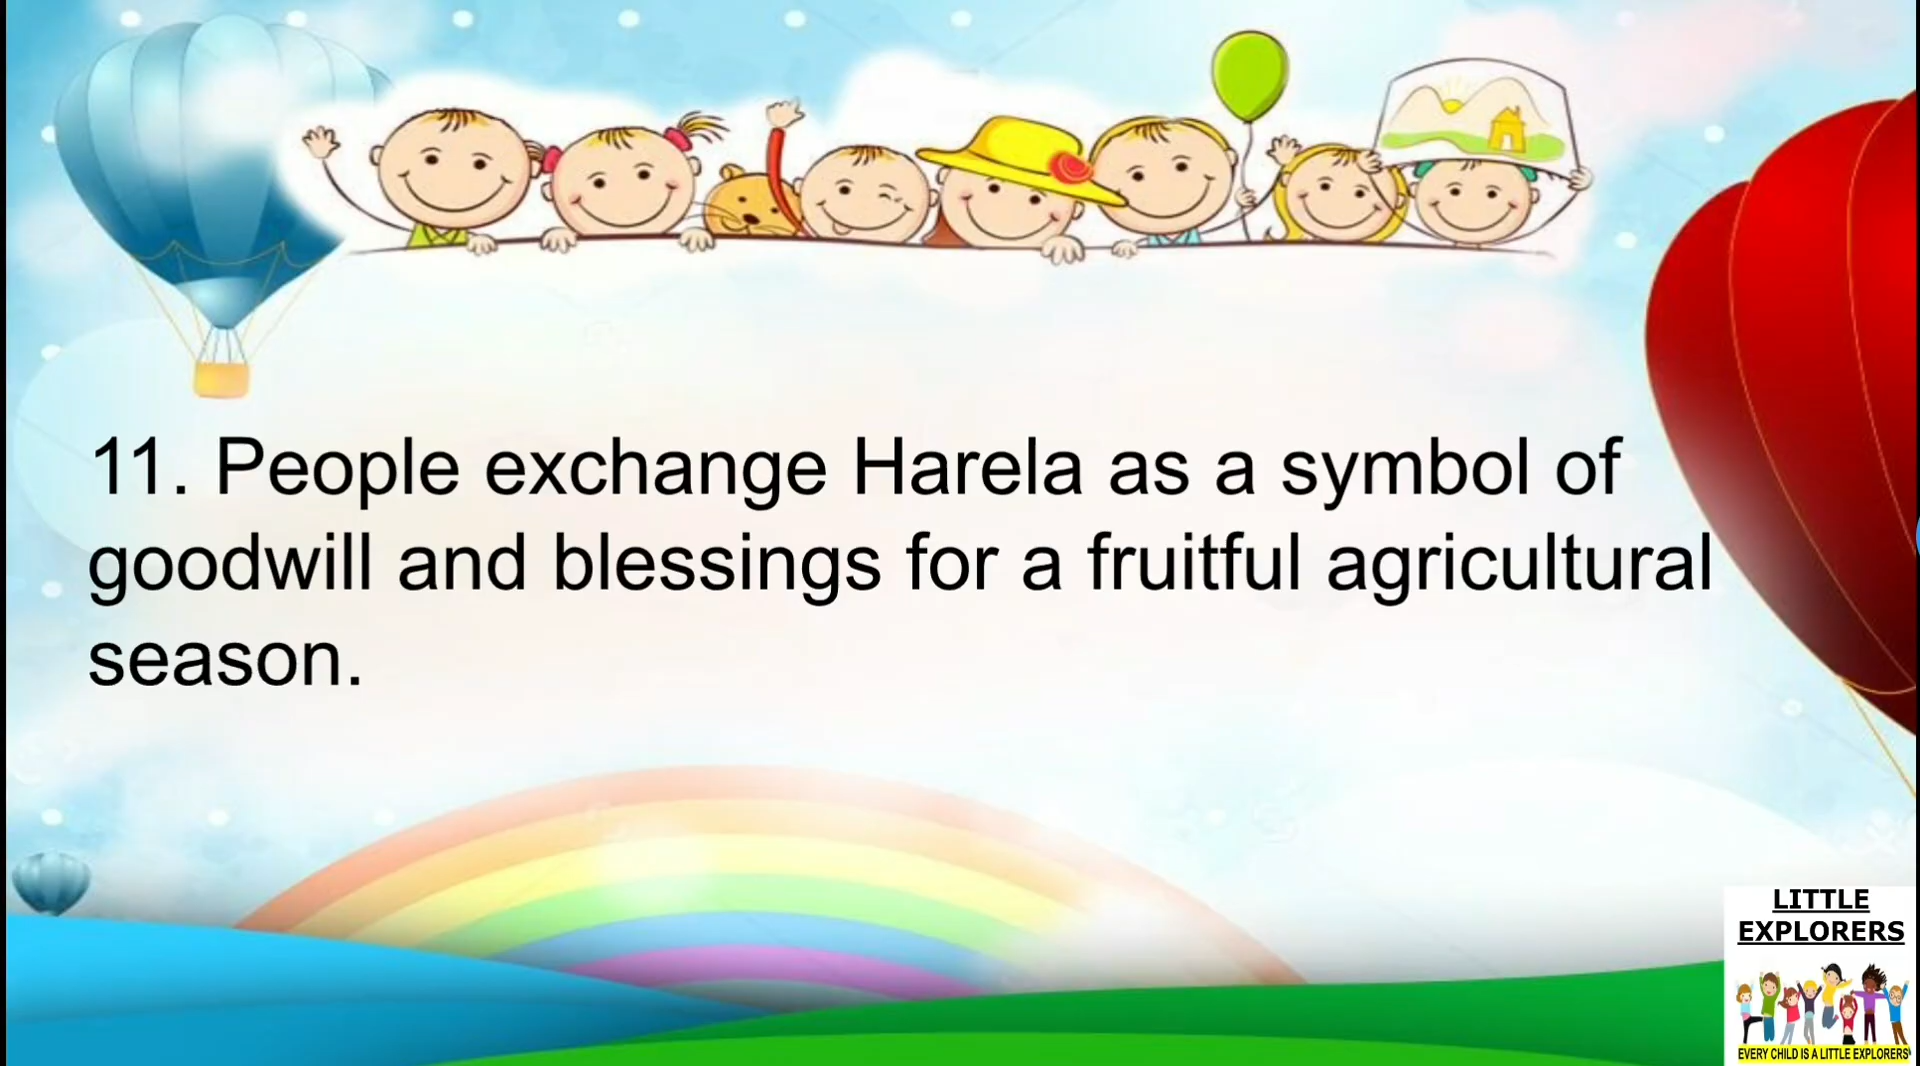 11. People exchange Harela as a symbol of
goodwill and blessings for a fruitful agricultural
season.
LITTLE
EXPLORERS
EVERY CHILD IS A LITTLE EXPLORERS